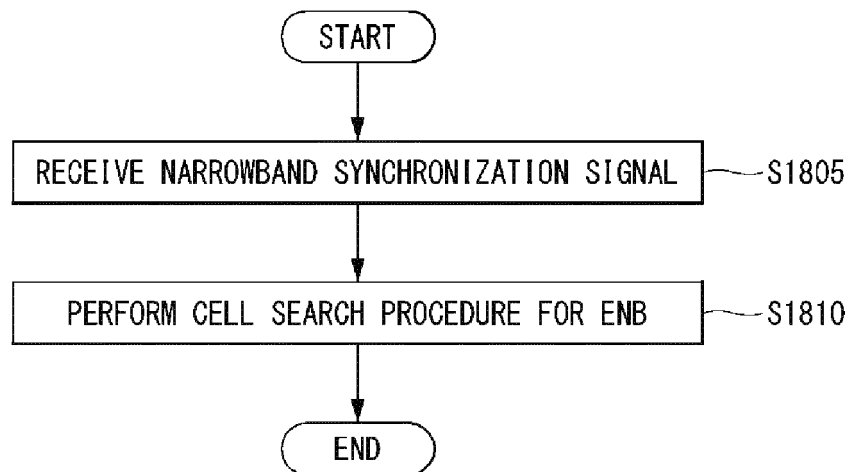 START
RECEIVE NARROWBAND SYNCHRONIZATION SIGNAL
S1805
PERFORM CELL SEARCH PROCEDURE FOR ENB
S1810
END